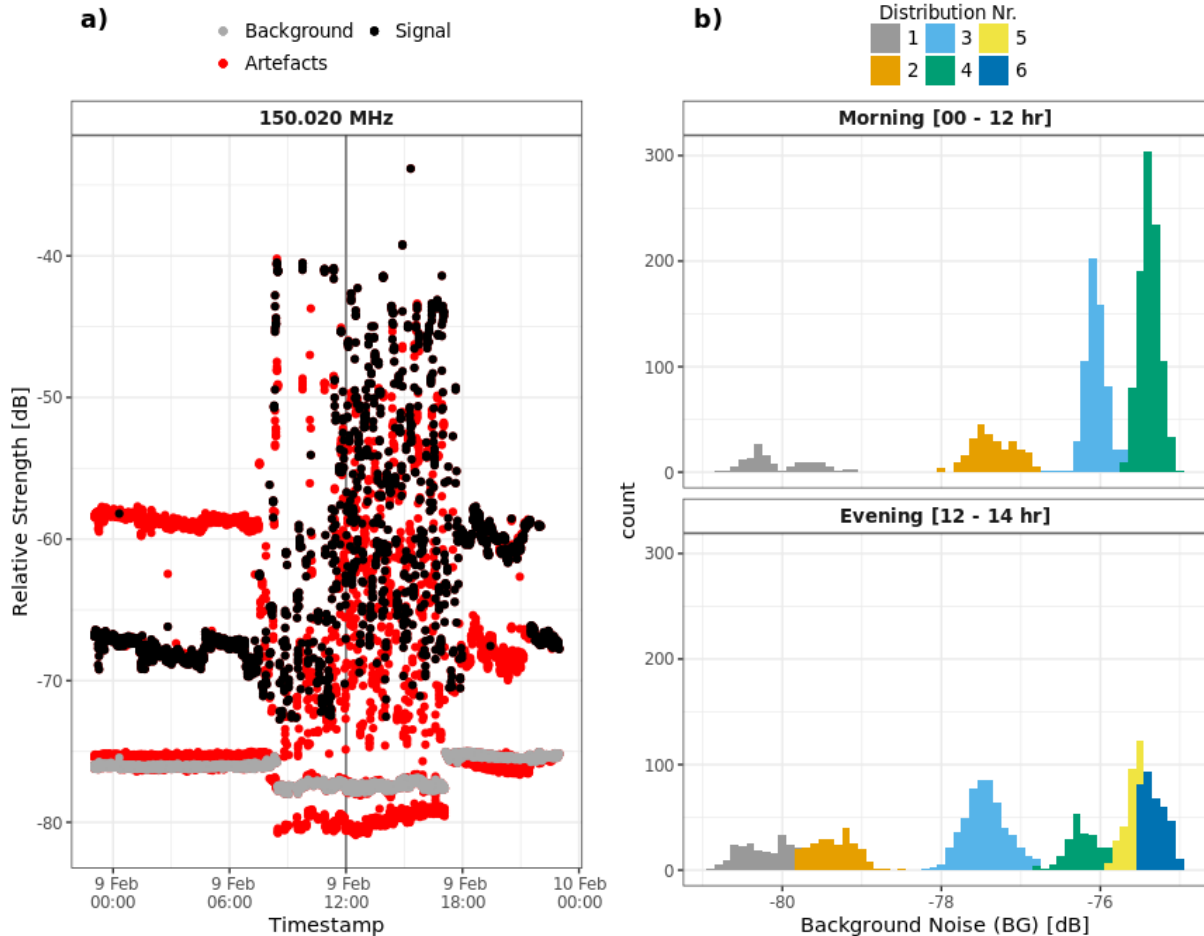 a)
Background
Signal
Artefacts
150.020 MHz
-40
-50
-60
-70
-80
Relative Strength [dB]
9 Feb
00:00
9 Feb
06:00
9 Feb
12:00
9 Feb
18:00
10 Feb
00:00
Timestamp
b)
Distribution Nr.
1 3 5
2 4 6
Morning [00 - 12 hr]
300
200
100
0
count
Evening [12 - 14 hr]
300
200
100
0
-80
-78
-76
Background Noise (BG) [dB]